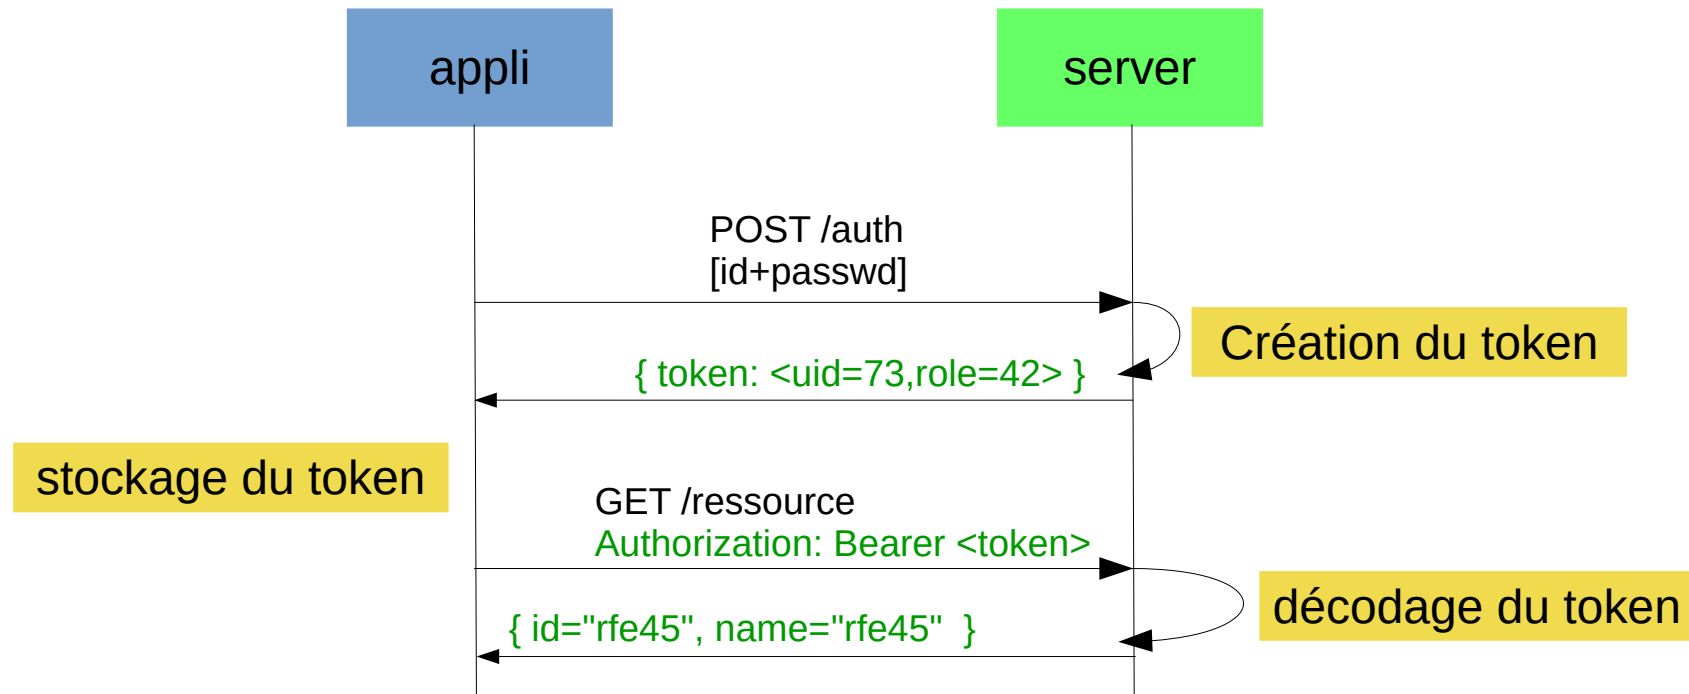 appli
server
POST /auth
[id+passwd]
Création du token
{ token: <uid=73,role=42> }
stockage du token
GET /ressource
Authorization: Bearer <token>
décodage du token
{ id="rfe45", name="rfe45"  }